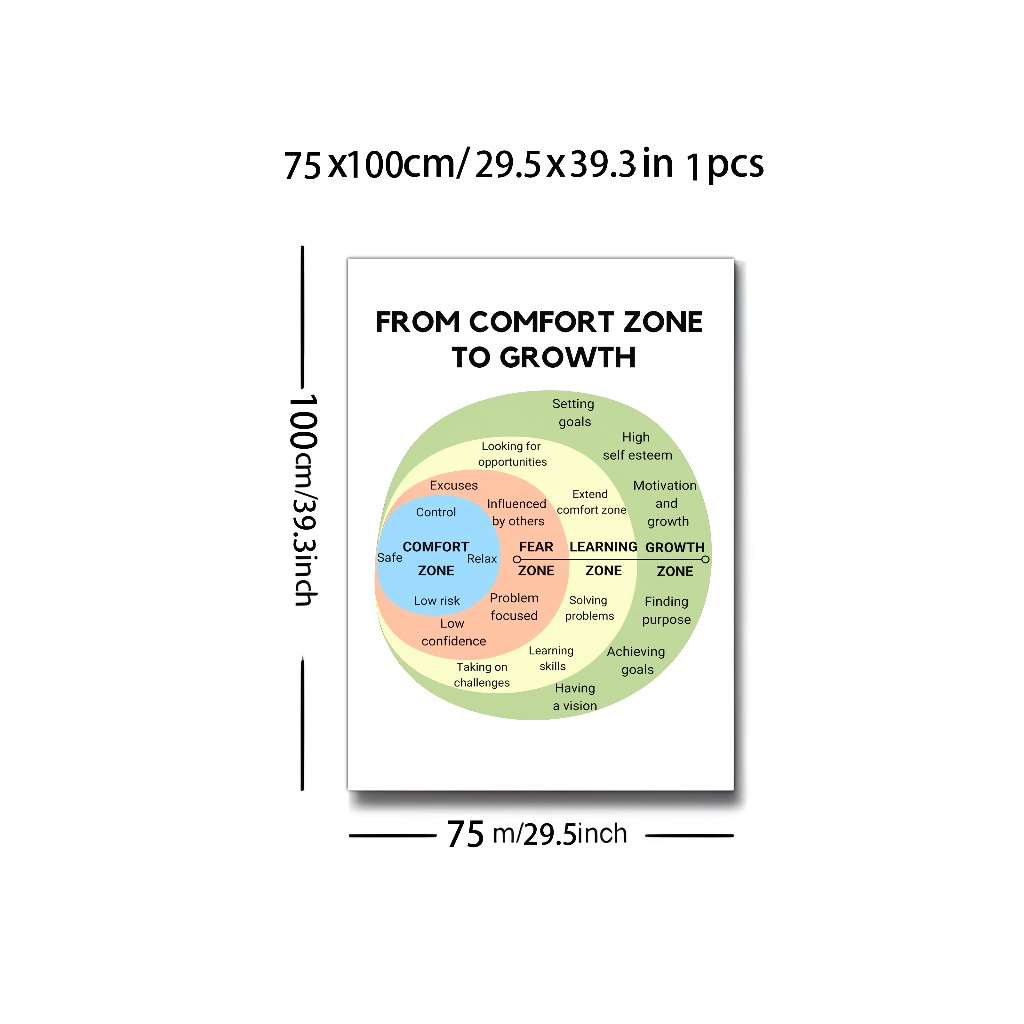 75x100cm/ 29.5x39.3in 1pcs
100cm/39.3inch
FROM COMFORT ZONE
TO GROWTH
Setting
goals
High
self esteem
Looking for
opportunities
Excuses
Motivation
and
growth
Extend
comfort zone
Influenced
by others
Control
COMFORT
ZONE
Safe
Relax
FEAR
ZONE
LEARNING
ZONE
GROWTH
ZONE
Low risk
Problem
focused
Solving
problems
Finding
purpose
Low
confidence
Learning
skills
Achieving
goals
Taking on
challenges
Having
a vision
75 m/29.5inch